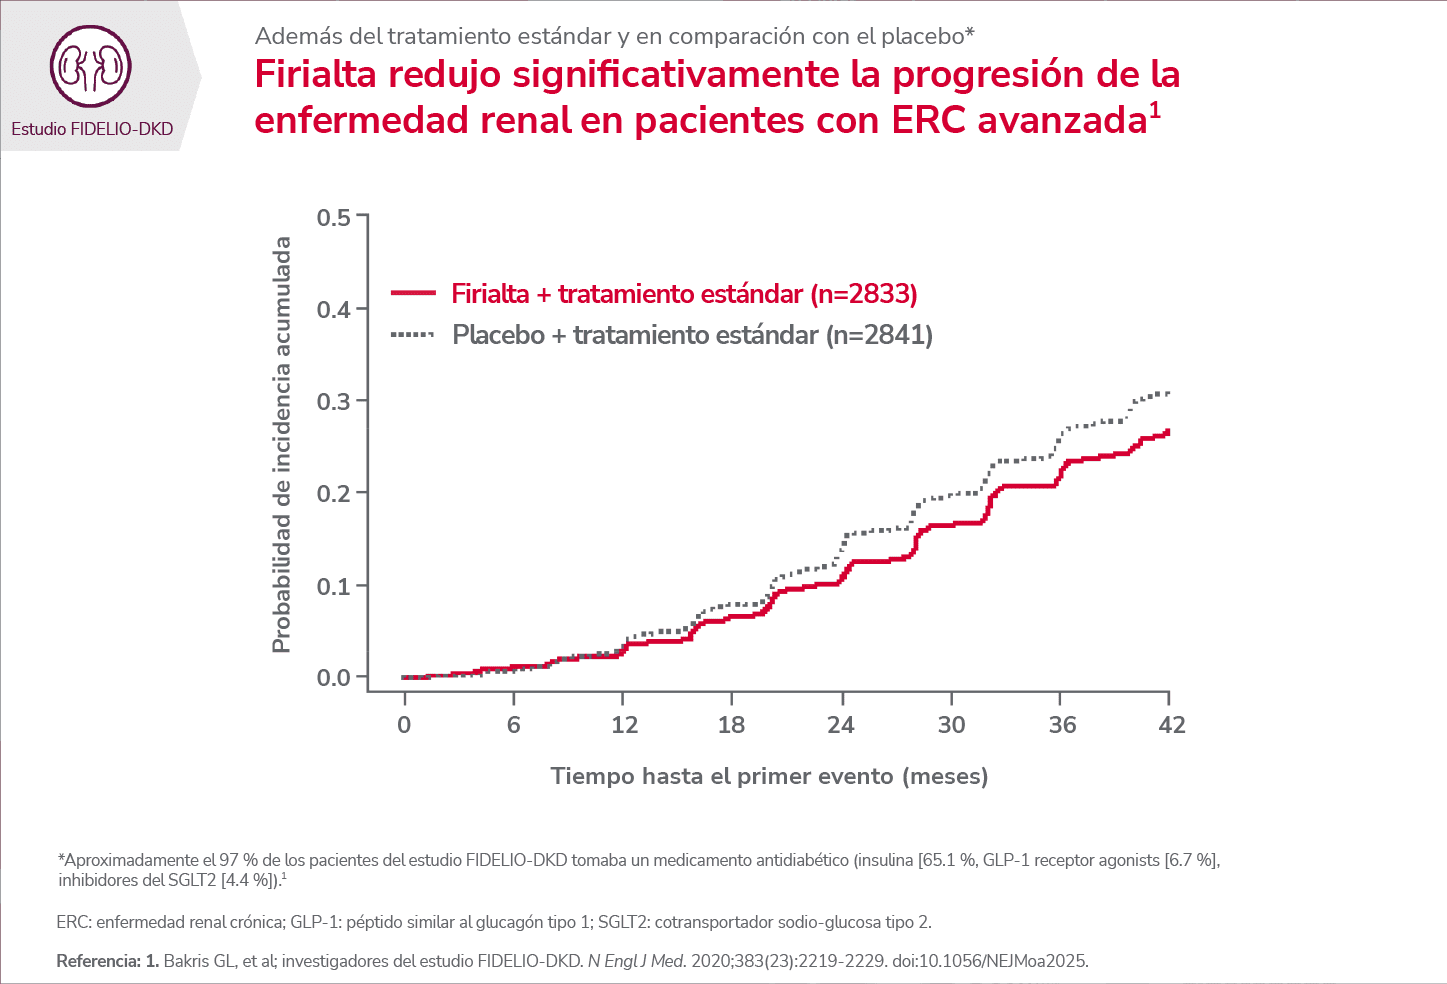 Estudio FIDELIO-DKD
Además del tratamiento estándar y en comparación con el placebo*
Firialta redujo significativamente la progresión de la
enfermedad renal en pacientes con ERC avanzada¹
Probabilidad de incidencia acumulada
0.5
0.4
0.3
0.2
0.1
0.0
Firialta + tratamiento estándar (n=2833)
Placebo + tratamiento estándar (n=2841)
0 6 12 18 24 30 36 42
Tiempo hasta el primer evento (meses)
*Aproximadamente el 97 % de los pacientes del estudio FIDELIO-DKD tomaba un medicamento antidiabético (insulina [65.1 %, GLP-1 receptor agonists [6.7 %],
inhibidores del SGLT2 [4.4 %]).¹
ERC: enfermedad renal crónica; GLP-1: péptido similar al glucagón tipo 1; SGLT2: cotransportador sodio-glucosa tipo 2.
Referencia: 1. Bakris GL, et al; investigadores del estudio FIDELIO-DKD. N Engl J Med. 2020;383(23):2219-2229. doi:10.1056/NEJMoa2025.